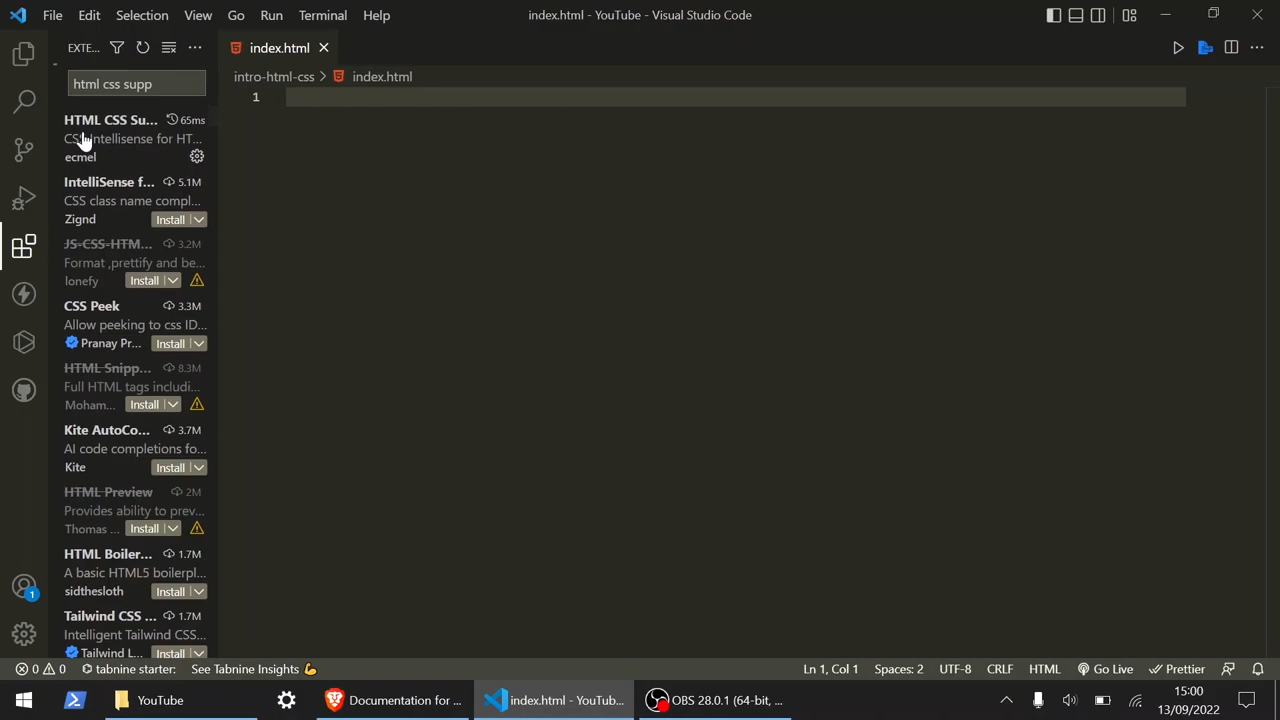 File Edit Selection View Go Run Terminal Help
index.html - YouTube - Visual Studio Code
EXTE...
index.html
intro-html-css > index.html
html css supp
1
HTML CSS Su... 65ms
CSS Intellisense for HT...
ecmel
IntelliSense f... 5.1M
CSS class name compl...
Zignd Install
JS-CSS-HTM... 3.2M
Format ,prettify and be...
lonefy Install
CSS Peek 3.3M
Allow peeking to css ID...
Pranay Pr... Install
HTML Snipp... 8.3M
Full HTML tags includi...
Moham... Install
Kite AutoCo... 3.7M
AI code completions fo...
Kite Install
HTML Preview 2M
Provides ability to prev...
Thomas ... Install
HTML Boiler... 1.7M
A basic HTML5 boilerpl...
sidthesloth Install
Tailwind CSS ... 1.7M
Intelligent Tailwind CSS...
Tailwind L... Install
1
0 0 tabnine starter: See Tabnine Insights 💪 Ln 1, Col 1 Spaces: 2 UTF-8 CRLF HTML Go Live Prettier
YouTube Documentation for ... index.html - YouTub... OBS 28.0.1 (64-bit, ... 15:00
13/09/2022